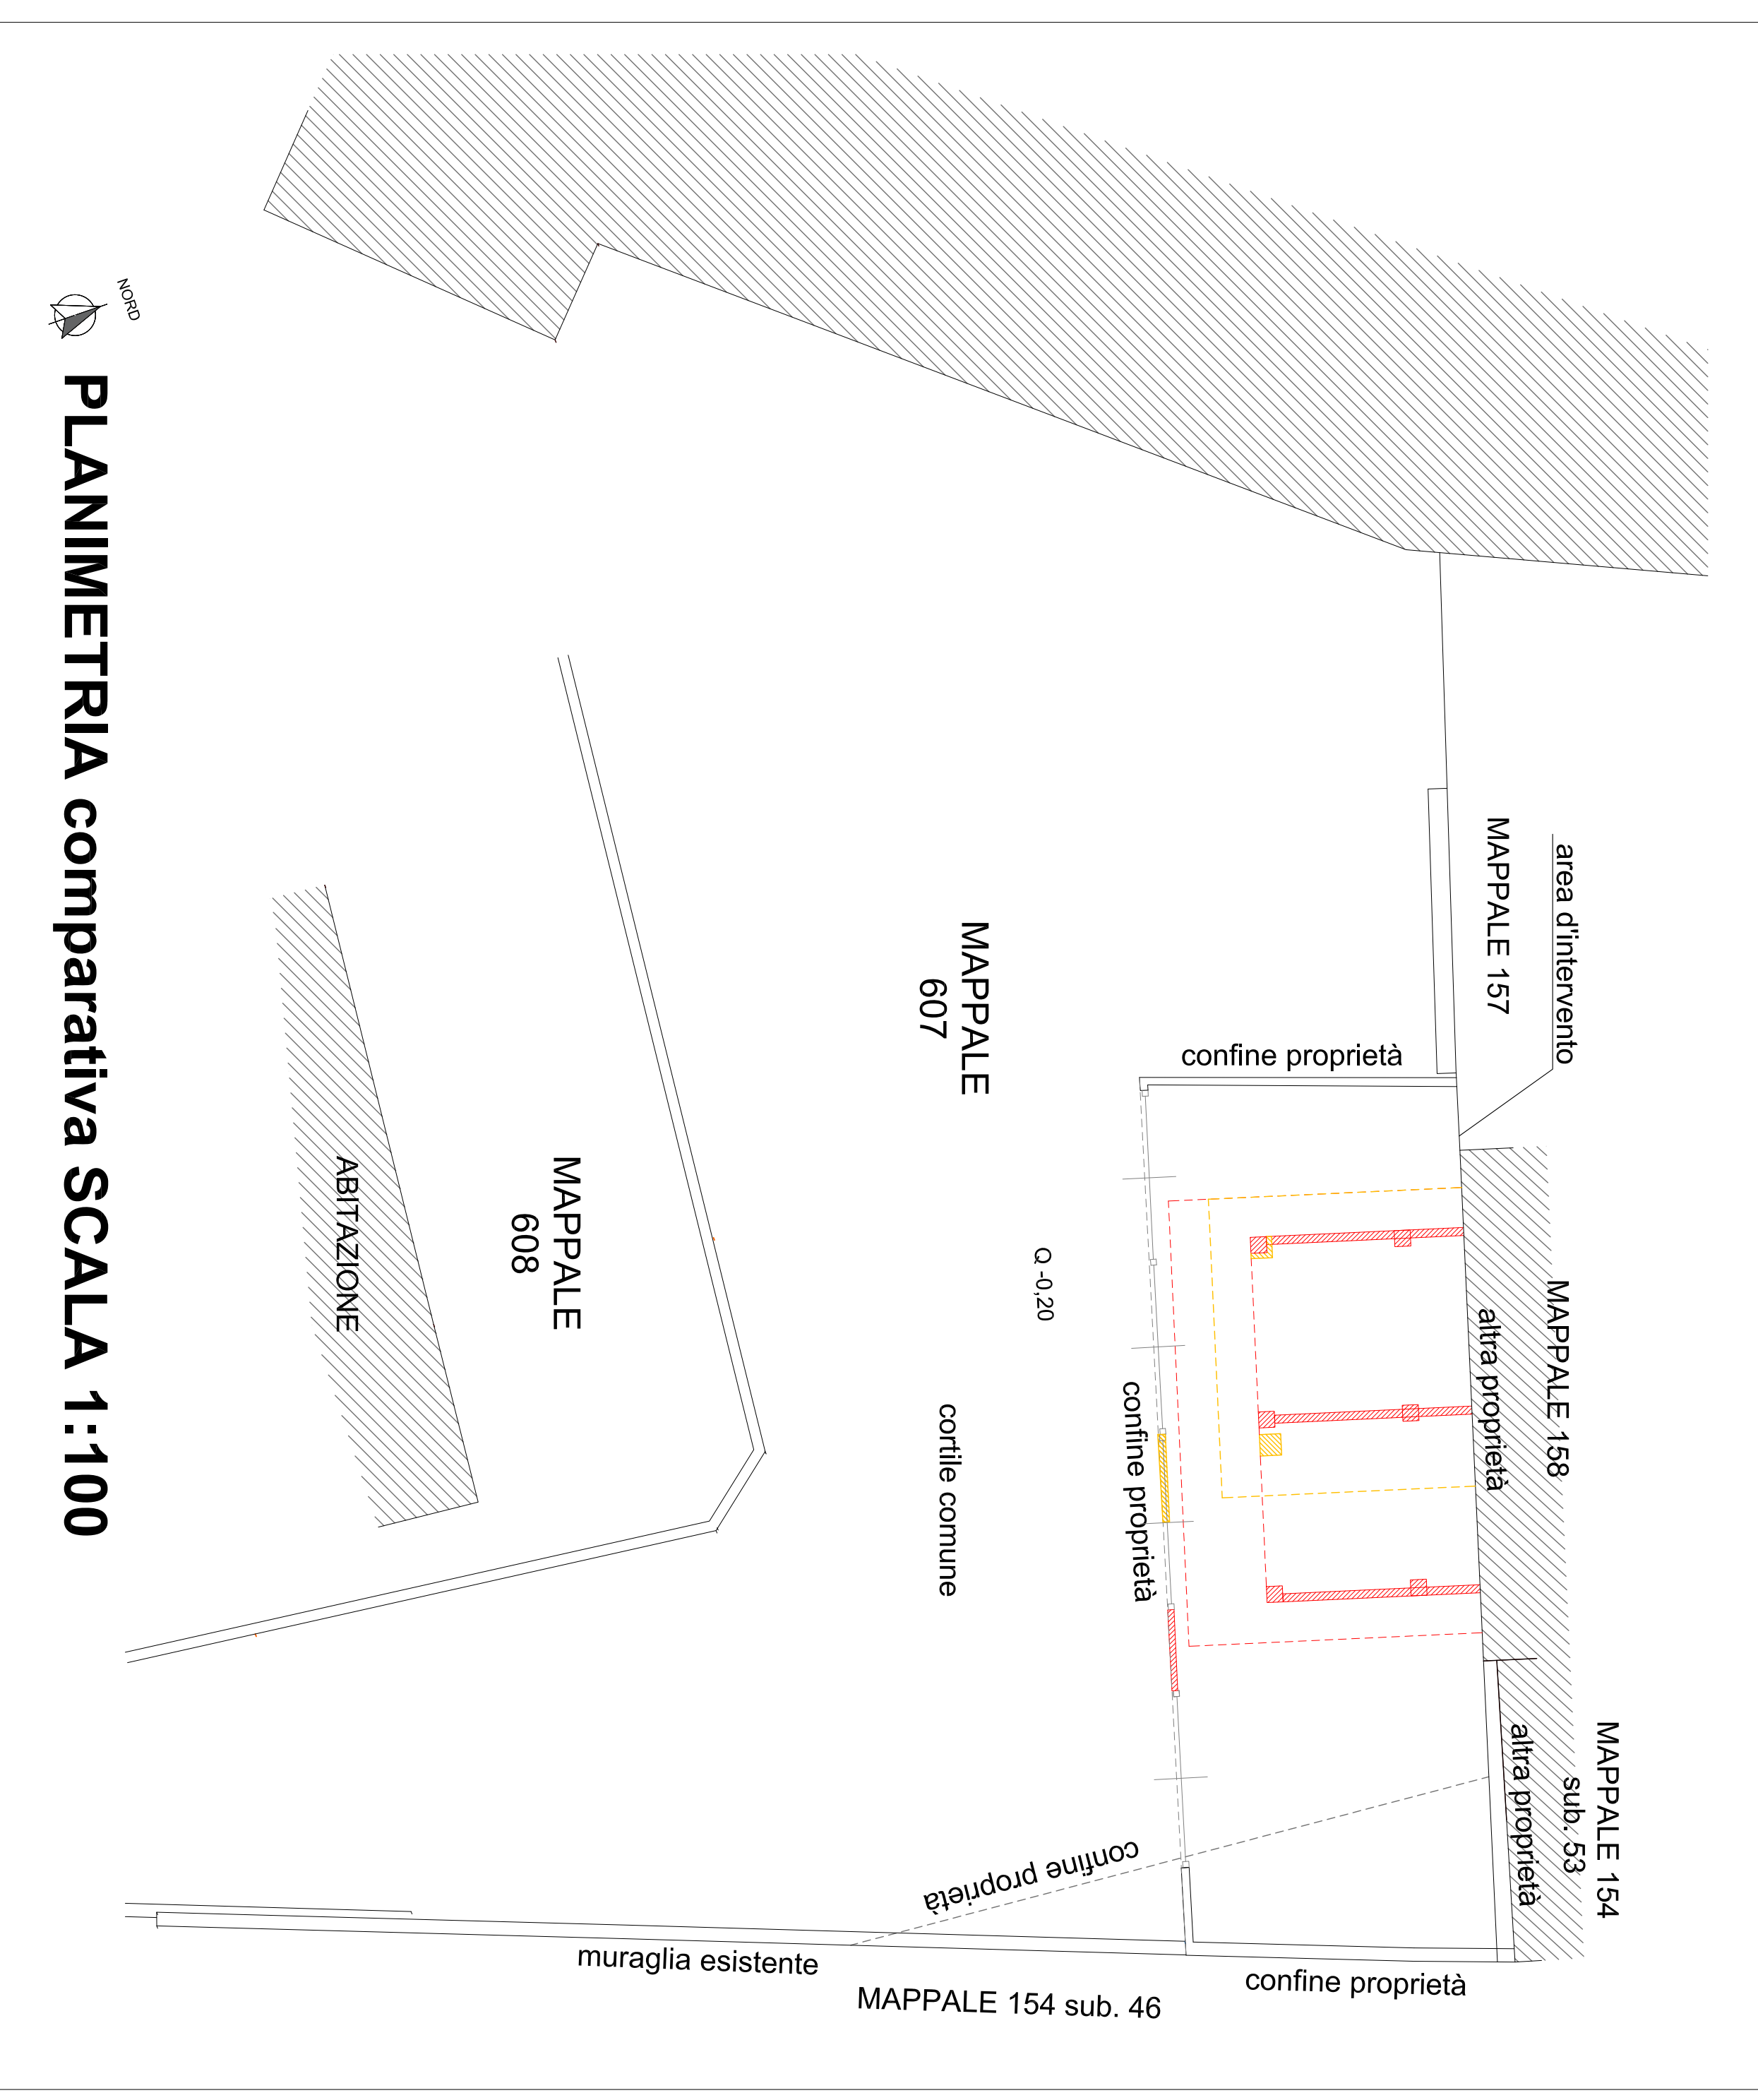 MAPPALE 154
sub. 53
altra proprietà
MAPPALE 158
altra proprietà
area d'intervento
MAPPALE 157
confine proprietà
MAPPALE
607
Q -0,20
cortile comune
confine proprietà
confine proprietà
MAPPALE
608
ABITAZIONE
muraglia esistente
MAPPALE 154 sub. 46
confine proprietà
NORD
PLANIMETRIA comparativa SCALA 1:100